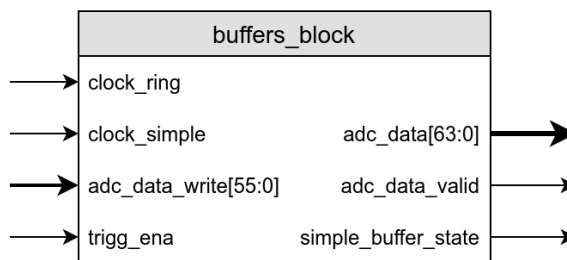 buffers_block
clock_ring
clock_simple
adc_data[63:0]
adc_data_write[55:0]
adc_data_valid
trigg_ena
simple_buffer_state